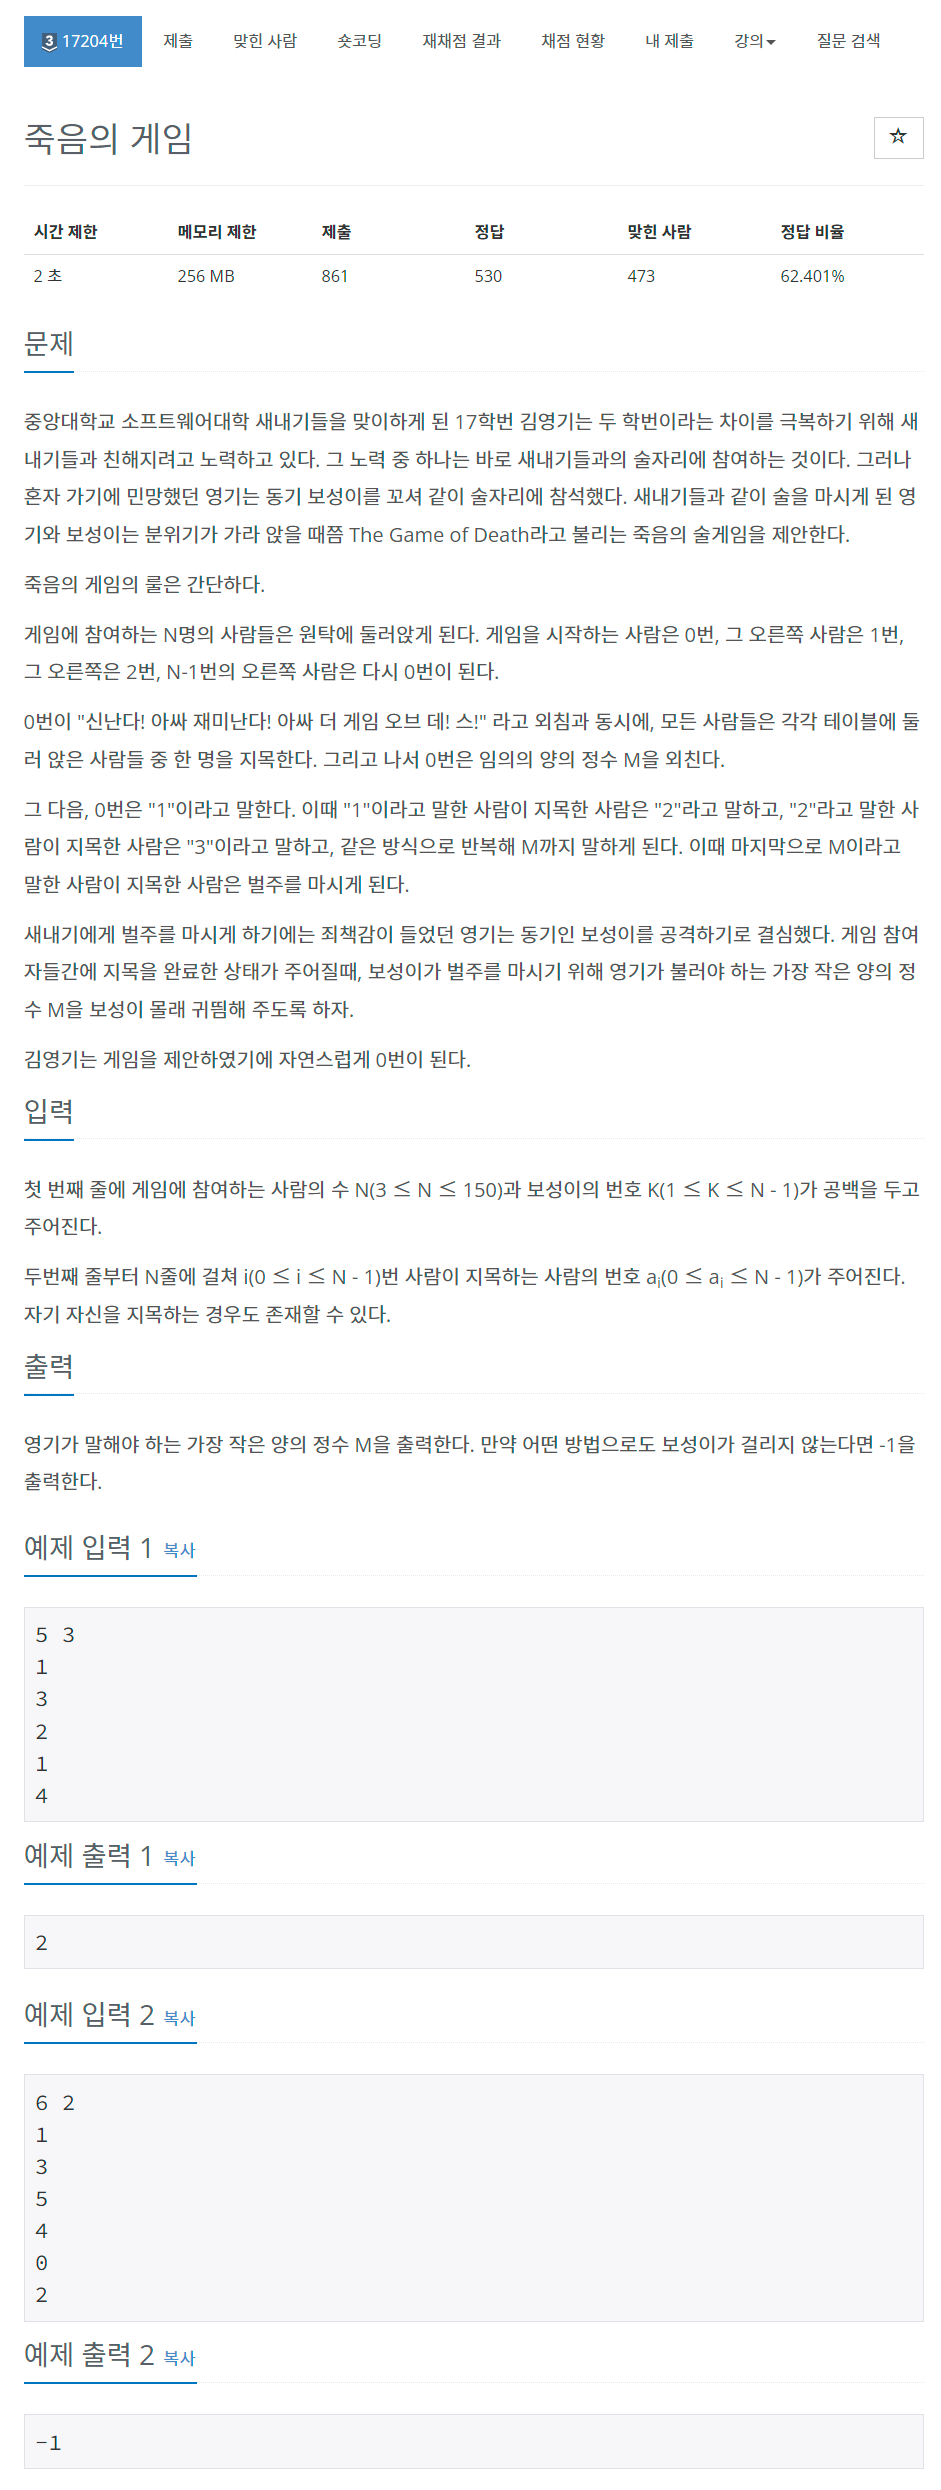 3 17204번 제출 맞힌 사람 숏코딩 재채점 결과 채점 현황 내 제출 강의 질문 검색
죽음의 게임
시간 제한 메모리 제한 제출 정답 맞힌 사람 정답 비율
2 초 256 MB 861 530 473 62.401%
문제
중앙대학교 소프트웨어대학 새내기들을 맞이하게 된 17학번 김영기는 두 학번이라는 차이를 극복하기 위해 새
내기들과 친해지려고 노력하고 있다. 그 노력 중 하나는 바로 새내기들과의 술자리에 참여하는 것이다. 그러나
혼자 가기에 민망했던 영기는 동기 보성이를 꼬셔 같이 술자리에 참석했다. 새내기들과 같이 술을 마시게 된 영
기와 보성이는 분위기가 가라 앉을 때쯤 The Game of Death라고 불리는 죽음의 술게임을 제안한다.
죽음의 게임의 룰은 간단하다.
게임에 참여하는 N명의 사람들은 원탁에 둘러앉게 된다. 게임을 시작하는 사람은 0번, 그 오른쪽 사람은 1번,
그 오른쪽은 2번, N-1번의 오른쪽 사람은 다시 0번이 된다.
0번이 "신난다! 아싸 재미난다! 아싸 더 게임 오브 데! 스!" 라고 외침과 동시에, 모든 사람들은 각각 테이블에 둘
러 앉은 사람들 중 한 명을 지목한다. 그리고 나서 0번은 임의의 양의 정수 M을 외친다.
그 다음, 0번은 "1"이라고 말한다. 이때 "1"이라고 말한 사람이 지목한 사람은 "2"라고 말하고, "2"라고 말한 사
람이 지목한 사람은 "3"이라고 말하고, 같은 방식으로 반복해 M까지 말하게 된다. 이때 마지막으로 M이라고
말한 사람이 지목한 사람은 벌주를 마시게 된다.
새내기에게 벌주를 마시게 하기에는 죄책감이 들었던 영기는 동기인 보성이를 공격하기로 결심했다. 게임 참여
자들간에 지목을 완료한 상태가 주어질때, 보성이가 벌주를 마시기 위해 영기가 불러야 하는 가장 작은 양의 정
수 M을 보성이 몰래 귀띔해 주도록 하자.
김영기는 게임을 제안하였기에 자연스럽게 0번이 된다.
입력
첫 번째 줄에 게임에 참여하는 사람의 수 N(3 ≤ N ≤ 150)과 보성이의 번호 K(1 ≤ K ≤ N - 1)가 공백을 두고
주어진다.
두번째 줄부터 N줄에 걸쳐 i(0 ≤ i ≤ N - 1)번 사람이 지목하는 사람의 번호 ai(0 ≤ ai ≤ N - 1)가 주어진다.
자기 자신을 지목하는 경우도 존재할 수 있다.
출력
영기가 말해야 하는 가장 작은 양의 정수 M을 출력한다. 만약 어떤 방법으로도 보성이가 걸리지 않는다면 -1을
출력한다.
예제 입력 1 복사
5 3
1
3
2
1
4
예제 출력 1 복사
2
예제 입력 2 복사
6 2
1
3
5
4
0
2
예제 출력 2 복사
-1